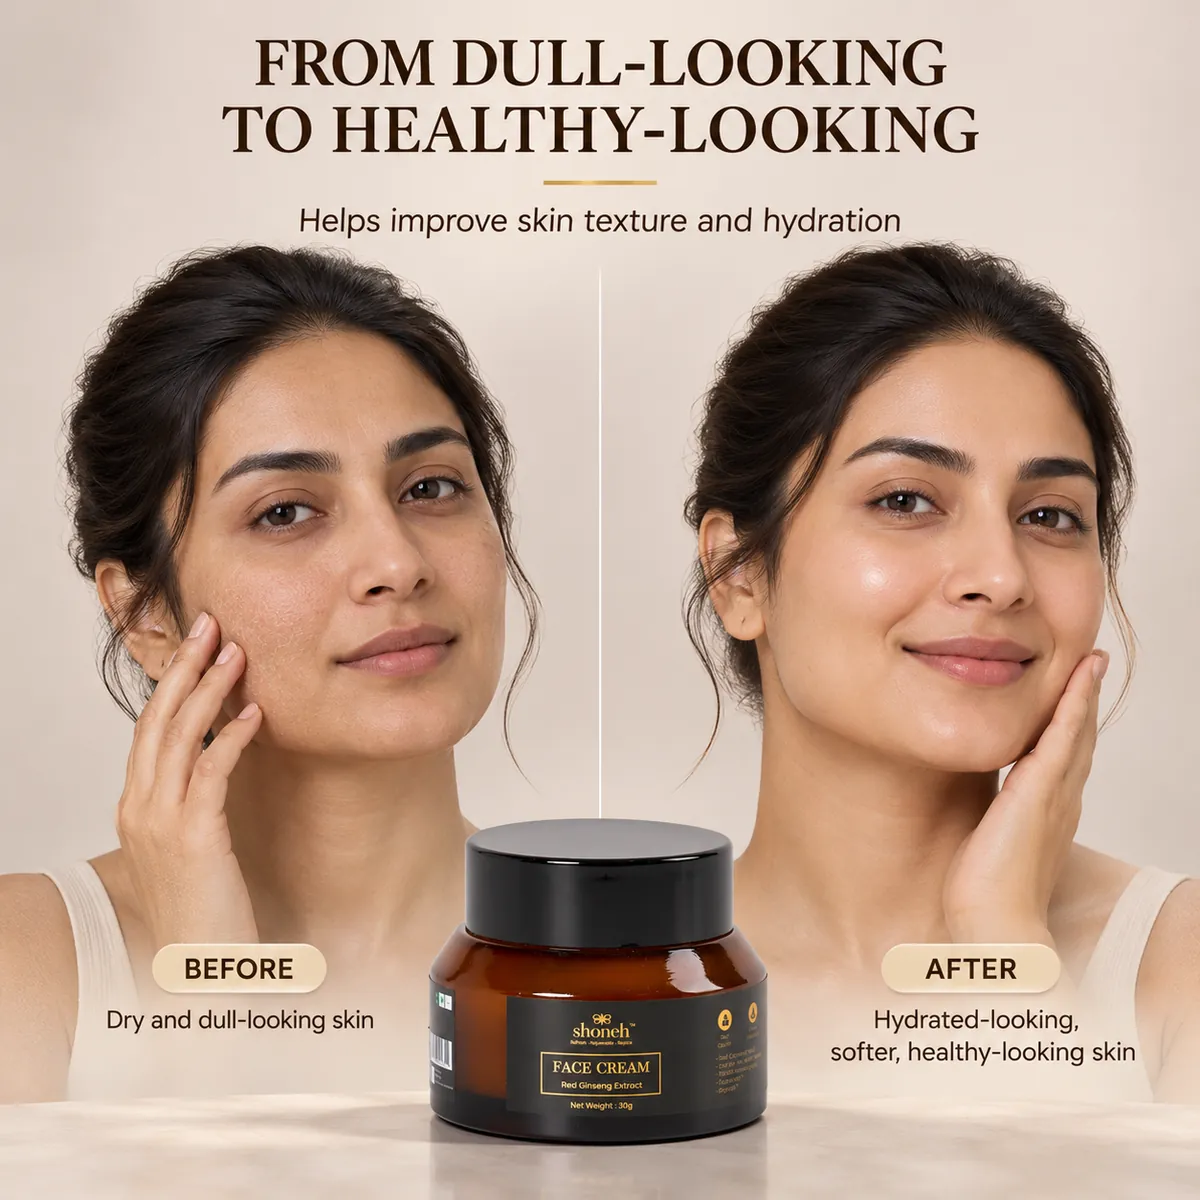 FROM DULL-LOOKING
TO HEALTHY-LOOKING
Helps improve skin texture and hydration
BEFORE
Dry and dull-looking skin
AFTER
Hydrated-looking,
softer, healthy-looking skin
shoneh™
FACE CREAM
Red Ginseng Extract
Net Weight : 30g